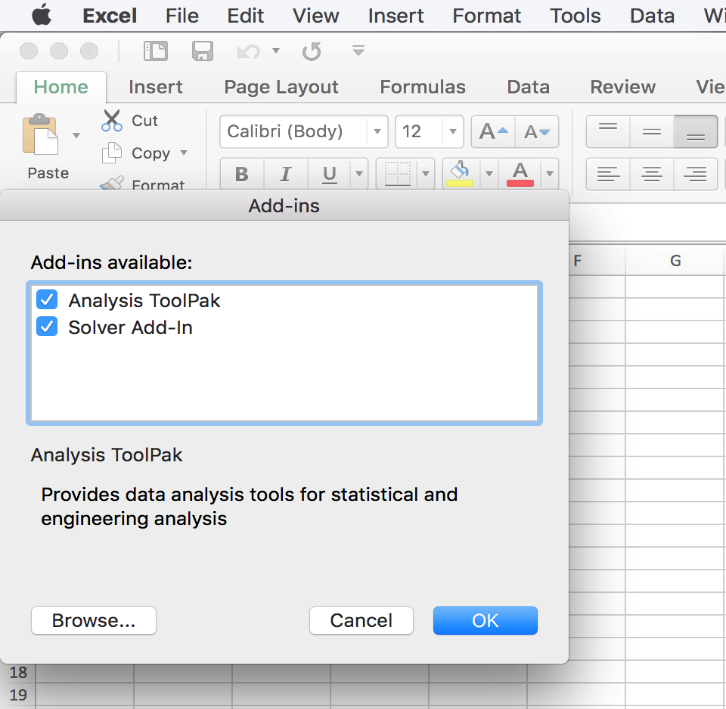 Excel File Edit View Insert Format Tools Data Wi
Home Insert Page Layout Formulas Data Review Vie
Cut
Calibri (Body) 12 A A
Copy
Paste
Format
B I U A
Add-ins
Add-ins available:
F G
Analysis ToolPak
Solver Add-In
Analysis ToolPak
Provides data analysis tools for statistical and
engineering analysis
Browse... Cancel OK
18
19